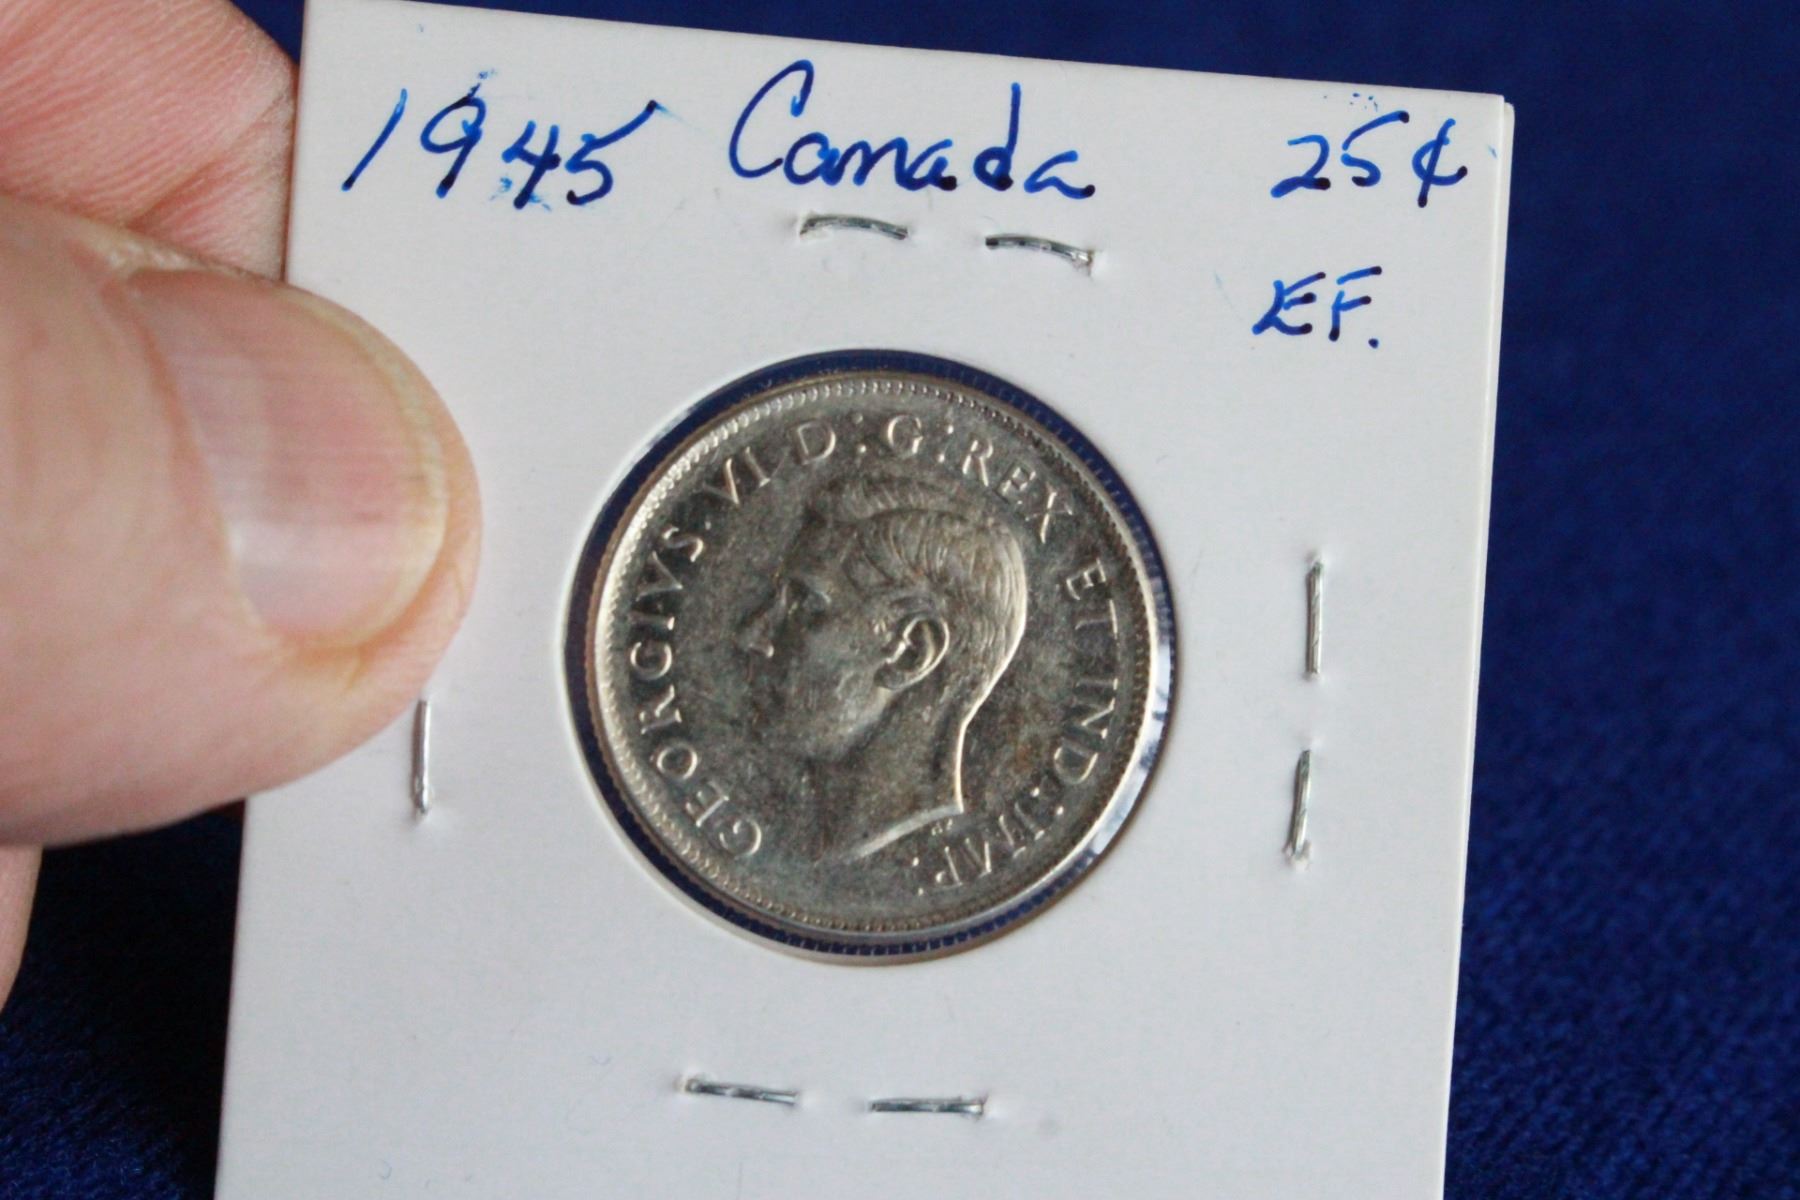 1945 Canada 25¢
EF.
GEORGIVS·VI D:G:REX ET IND:IMP: